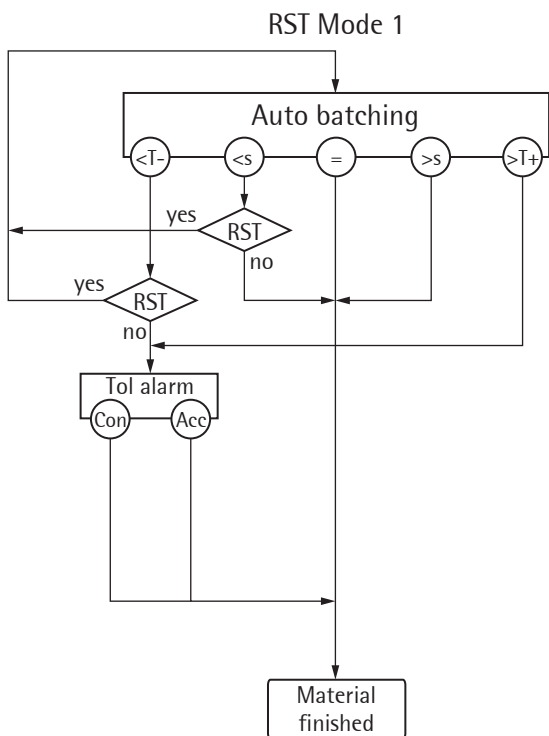 RST Mode 1
Auto batching
<T- <s = >s >T+
yes
RST
no
yes
RST
no
Tol alarm
Con Acc
Material
finished